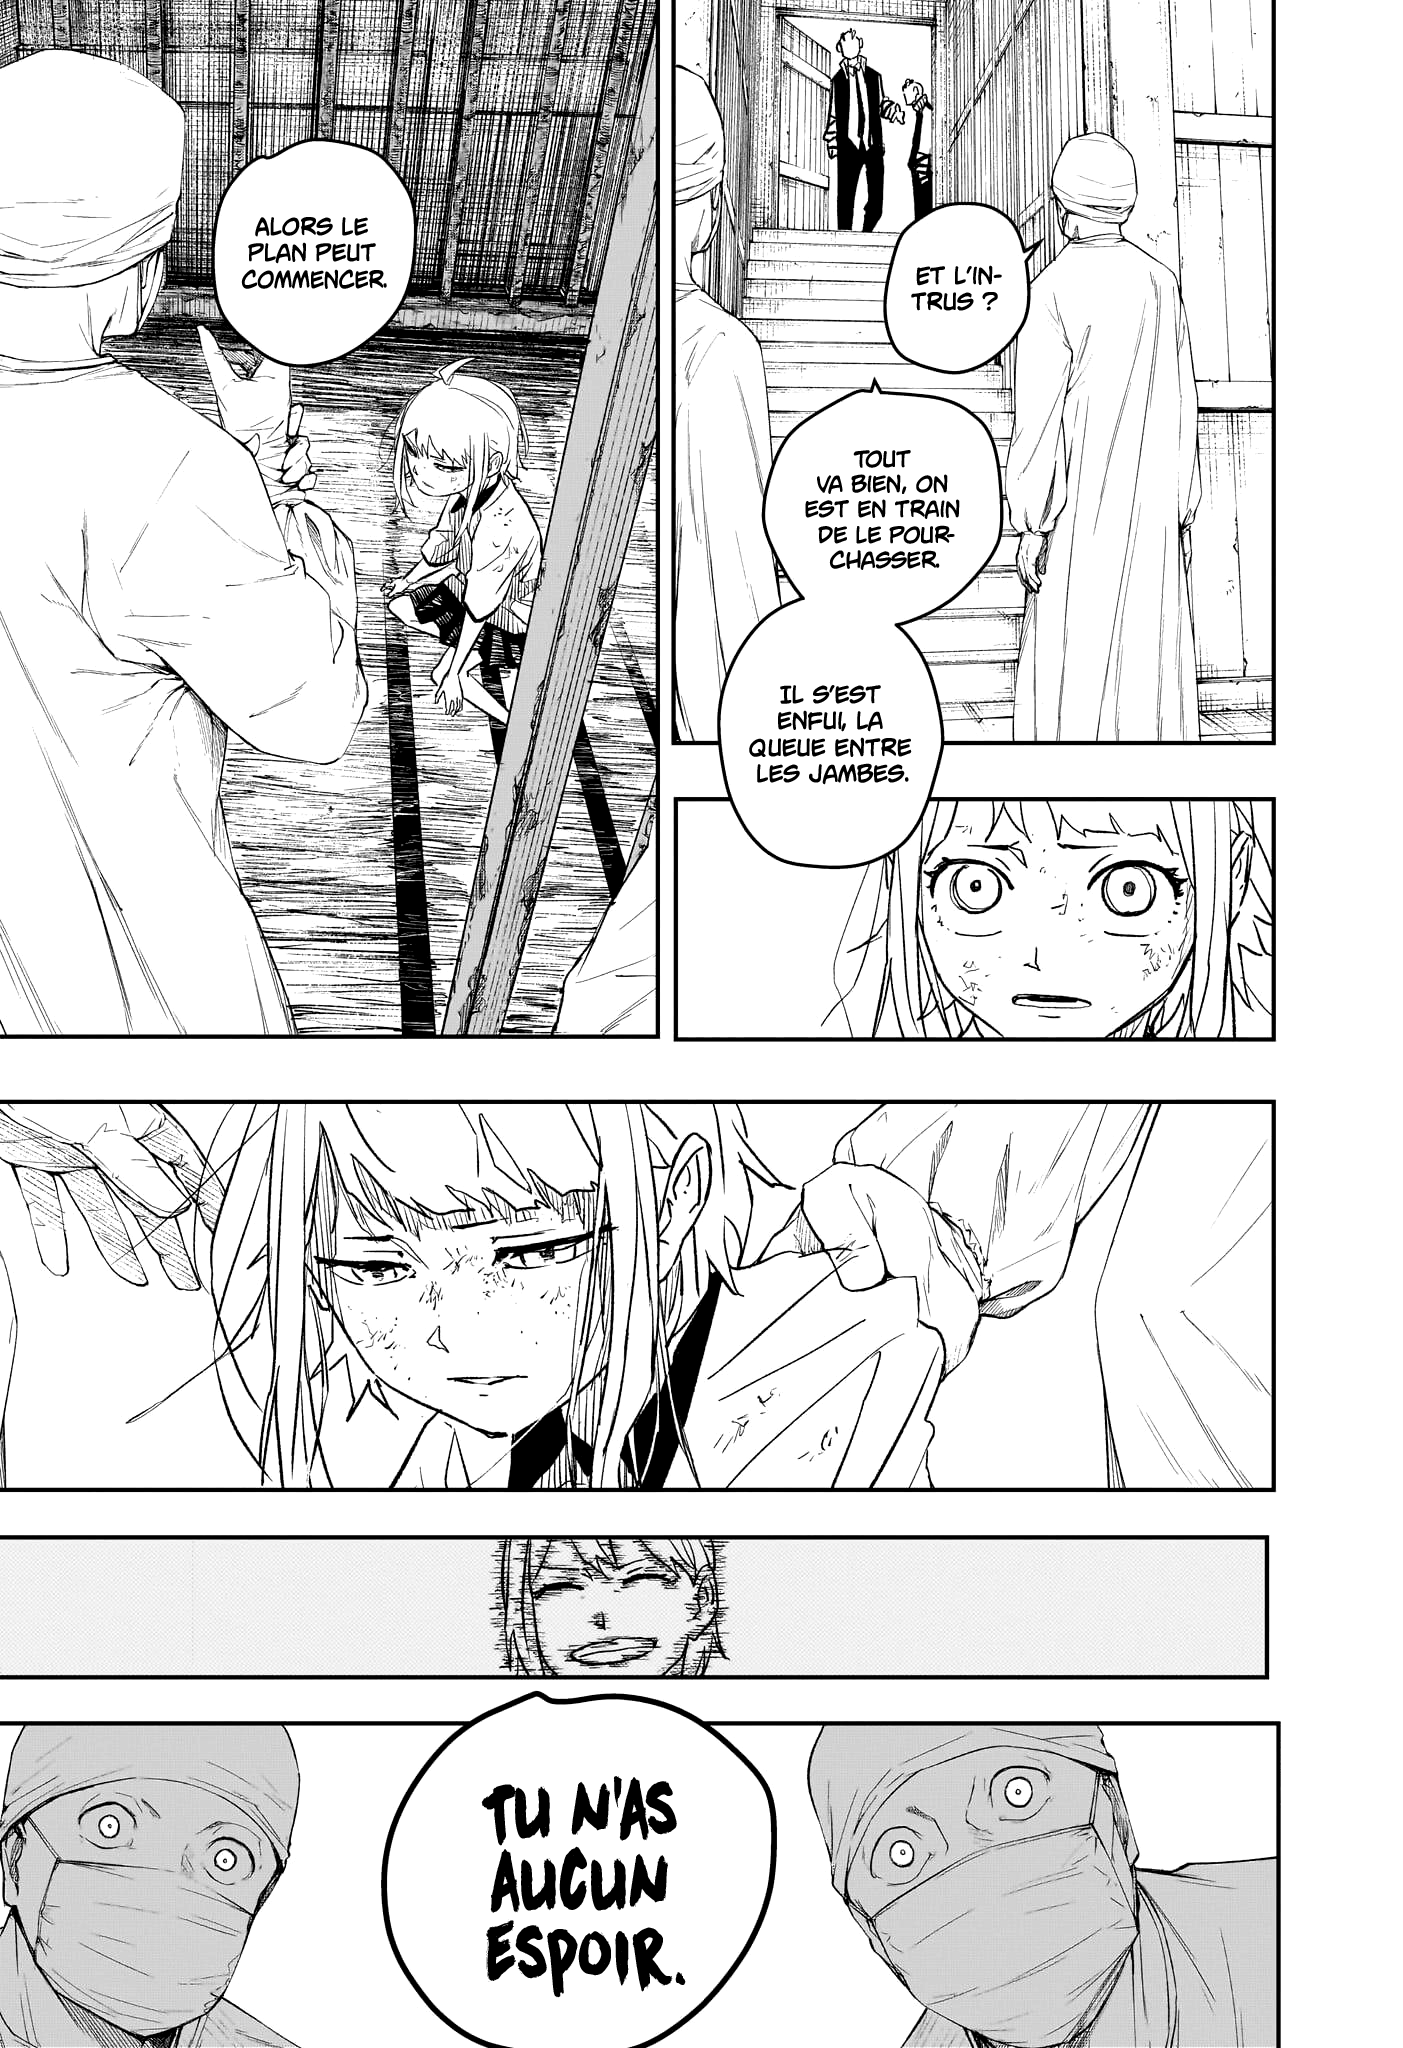 ET L'IN-
TRUS ?
TOUT
VA BIEN, ON
EST EN TRAIN
DE LE POUR-
CHASSER.
IL S'EST
ENFUI, LA
QUEUE ENTRE
LES JAMBES.
ALORS LE
PLAN PEUT
COMMENCER.
TU N'AS
AUCUN
ESPOIR.